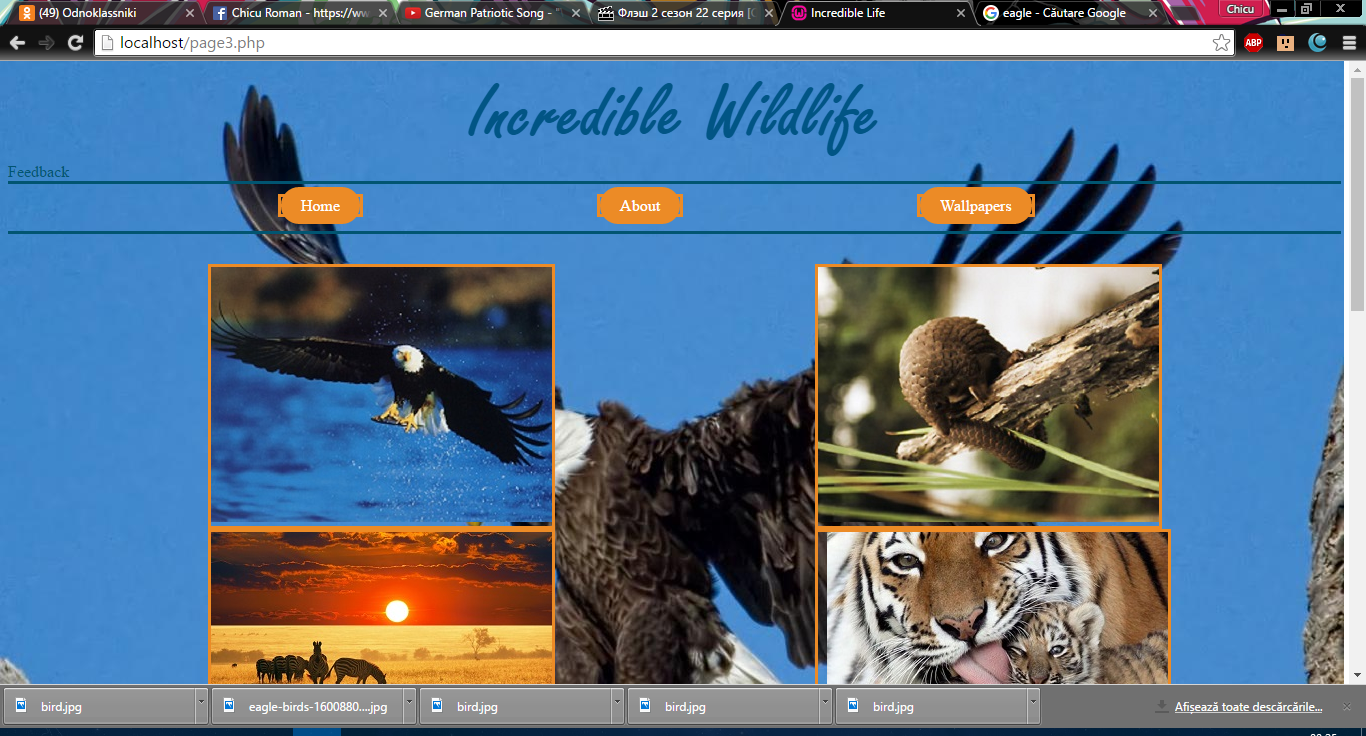 (49) Odnoklassniki
Chicu Roman - https://ww
German Patriotic Song - "
Флэш 2 сезон 22 серия [
Incredible Life
eagle - Căutare Google
Chicu
localhost/page3.php
ABP
Incredible Wildlife
Feedback
Home
About
Wallpapers
bird.jpg
eagle-birds-1600880....jpg
bird.jpg
bird.jpg
bird.jpg
Afișează toate descărcările...